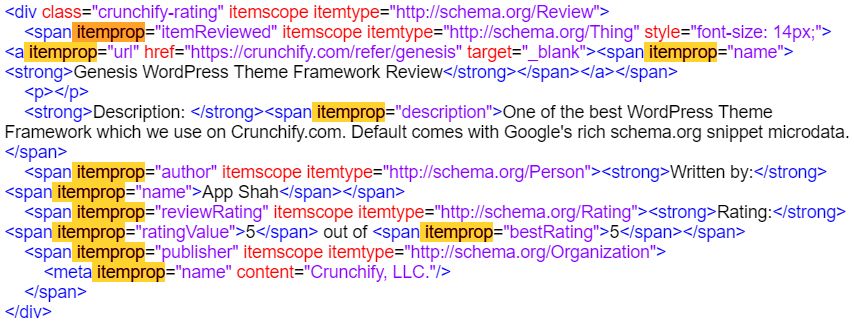 <div class="crunchify-rating" itemscope itemtype="http://schema.org/Review">
<span itemprop="itemReviewed" itemscope itemtype="http://schema.org/Thing" style="font-size: 14px;">
<a itemprop="url" href="https://crunchify.com/refer/genesis" target="_blank"><span itemprop="name">
<strong>Genesis WordPress Theme Framework Review</strong></span></a></span>
<p></p>
<strong>Description: </strong><span itemprop="description">One of the best WordPress Theme
Framework which we use on Crunchify.com. Default comes with Google's rich schema.org snippet microdata.
</span>
<span itemprop="author" itemscope itemtype="http://schema.org/Person"><strong>Written by:</strong>
<span itemprop="name">App Shah</span></span>
<span itemprop="reviewRating" itemscope itemtype="http://schema.org/Rating"><strong>Rating:</strong>
<span itemprop="ratingValue">5</span> out of <span itemprop="bestRating">5</span></span>
<span itemprop="publisher" itemscope itemtype="http://schema.org/Organization">
<meta itemprop="name" content="Crunchify, LLC."/>
</span>
</div>